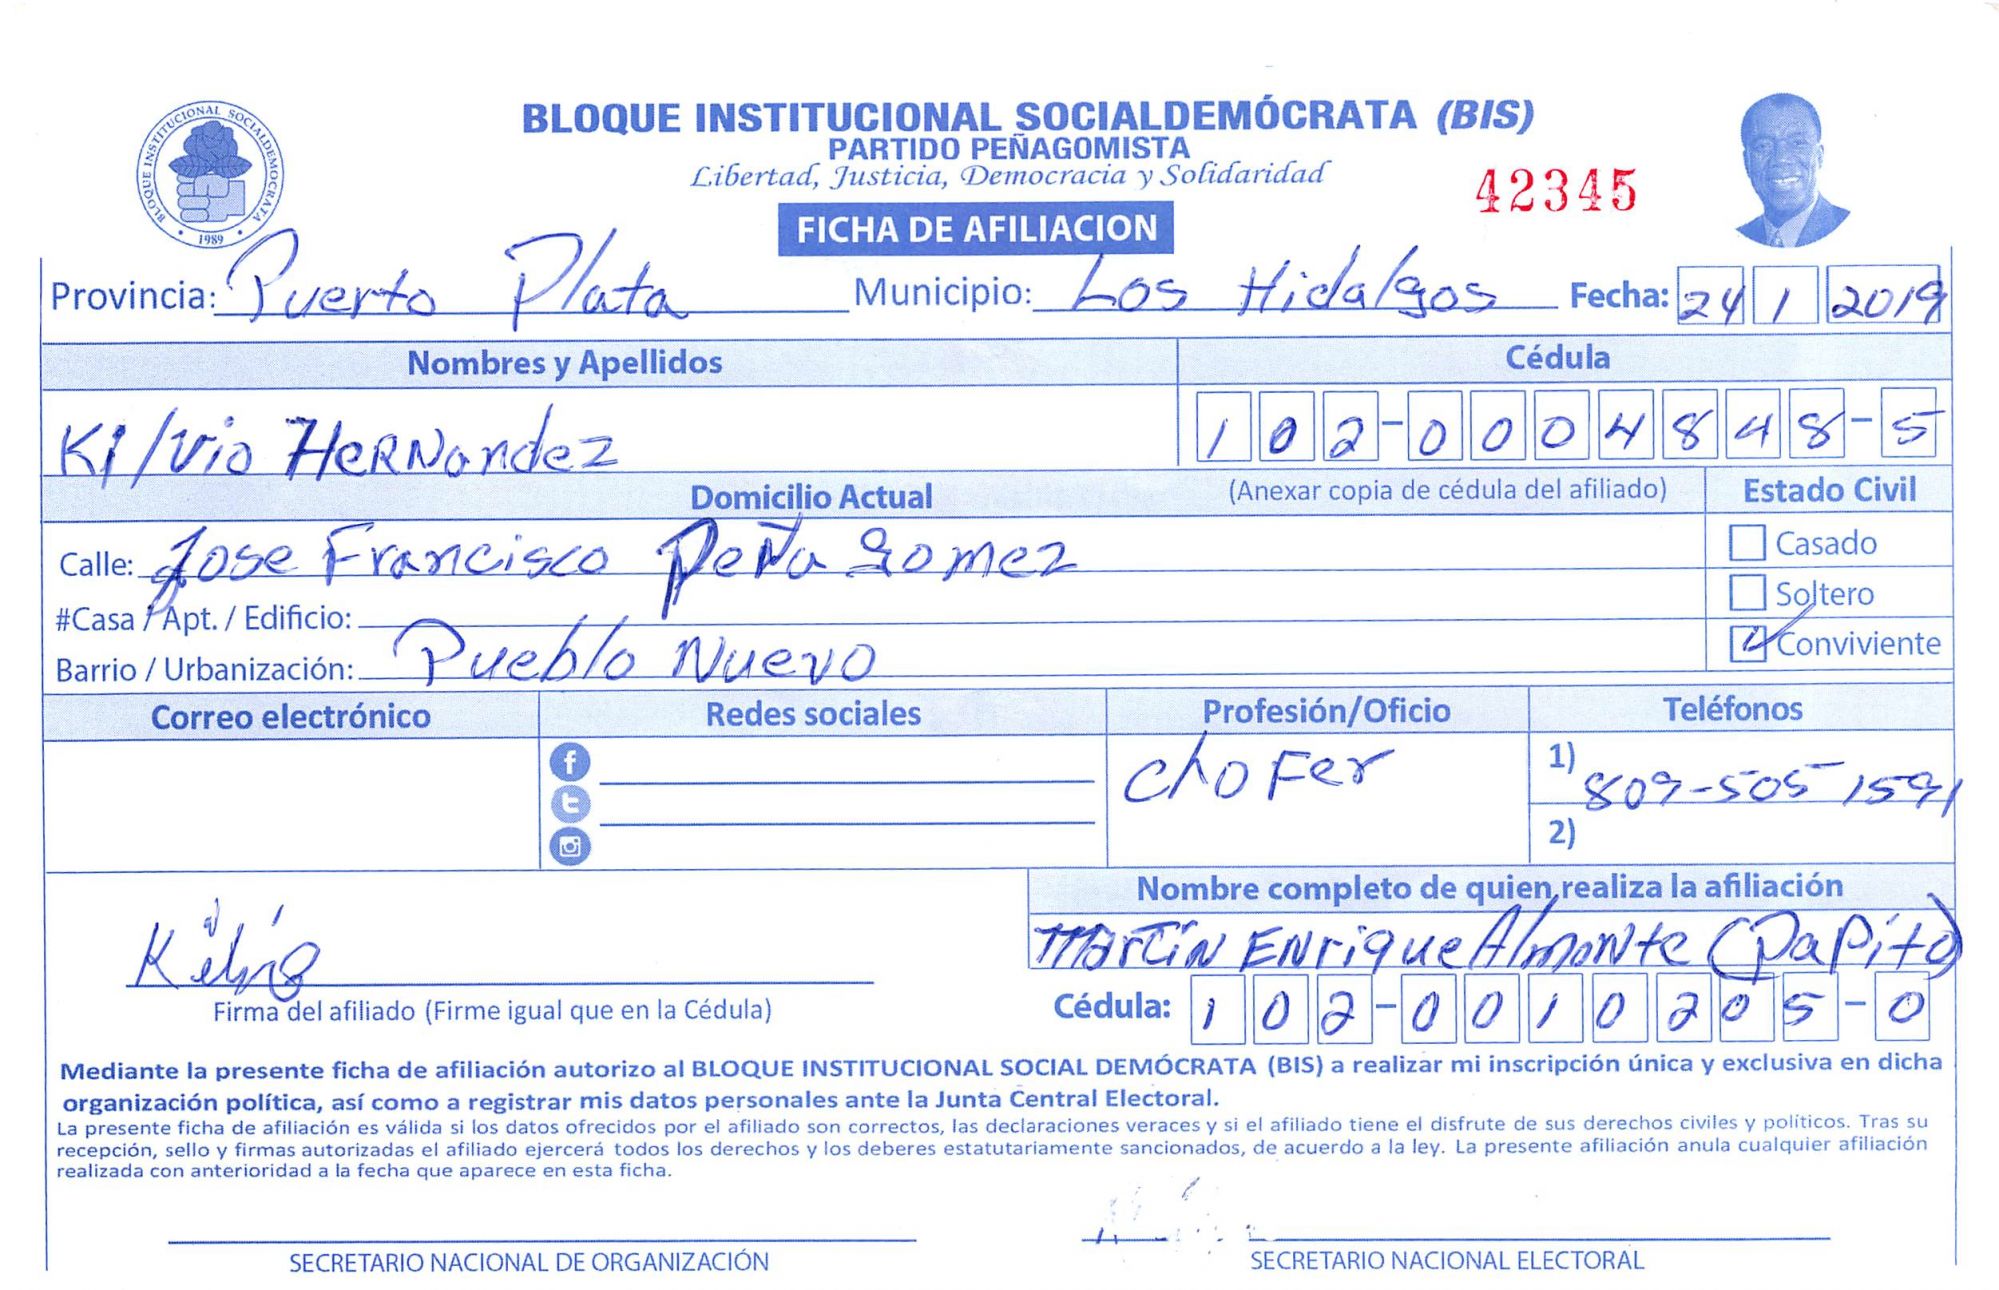 BLOQUE INSTITUCIONAL SOCIALDEMÓCRATA (BIS)
PARTIDO PEÑAGOMISTA
Libertad, Justicia, Democracia y Solidaridad
BLOQUE INSTITUCIONAL SOCIALDEMOCRATA
1989
42345
FICHA DE AFILIACION
Provincia: Puerto Plata Municipio: Los Hidalgos Fecha: 24 1 2019
Nombres y Apellidos Cédula
Kilvio HeRNandez 102-0004848-5
Domicilio Actual (Anexar copia de cédula del afiliado) Estado Civil
Calle: Jose Francisco Peña Gomez Casado
#Casa / Apt. / Edificio: Soltero
Barrio / Urbanización: Pueblo Nuevo Conviviente
Correo electrónico Redes sociales Profesión/Oficio Teléfonos
choFer 1) 809-505 1591
2)
Nombre completo de quien realiza la afiliación
Martín ENrique AlmoNte (Papito)
Kilvio
Firma del afiliado (Firme igual que en la Cédula) Cédula: 102-0010205-0
Mediante la presente ficha de afiliación autorizo al BLOQUE INSTITUCIONAL SOCIAL DEMÓCRATA (BIS) a realizar mi inscripción única y exclusiva en dicha
organización política, así como a registrar mis datos personales ante la Junta Central Electoral.
La presente ficha de afiliación es válida si los datos ofrecidos por el afiliado son correctos, las declaraciones veraces y si el afiliado tiene el disfrute de sus derechos civiles y políticos. Tras su
recepción, sello y firmas autorizadas el afiliado ejercerá todos los derechos y los deberes estatutariamente sancionados, de acuerdo a la ley. La presente afiliación anula cualquier afiliación
realizada con anterioridad a la fecha que aparece en esta ficha.
SECRETARIO NACIONAL DE ORGANIZACIÓN SECRETARIO NACIONAL ELECTORAL